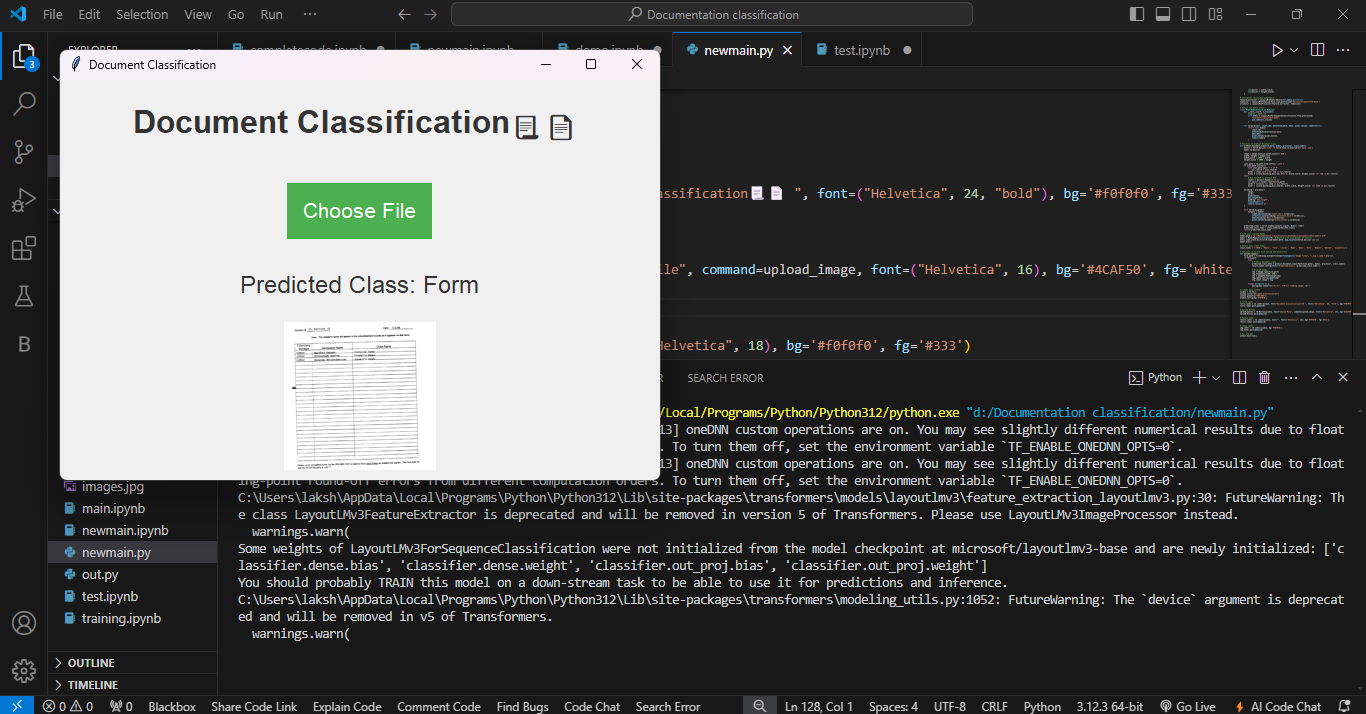 File Edit Selection View Go Run ··· Documentation classification
EXPLORER
completecode.ipynb newmain.ipynb demo.ipynb newmain.py test.ipynb
3
Document Classification
Document Classification
Choose File
Predicted Class: Form
assification ", font=("Helvetica", 24, "bold"), bg='#f0f0f0', fg='#333
le", command=upload_image, font=("Helvetica", 16), bg='#4CAF50', fg='white
Helvetica", 18), bg='#f0f0f0', fg='#333')
SEARCH ERROR
Python
/Local/Programs/Python/Python312/python.exe "d:/Documentation classification/newmain.py"
13] oneDNN custom operations are on. You may see slightly different numerical results due to float
. To turn them off, set the environment variable `TF_ENABLE_ONEDNN_OPTS=0`.
13] oneDNN custom operations are on. You may see slightly different numerical results due to float
ing-point round-off errors from different computation orders. To turn them off, set the environment variable `TF_ENABLE_ONEDNN_OPTS=0`.
C:\Users\laksh\AppData\Local\Programs\Python\Python312\Lib\site-packages\transformers\models\layoutlmv3\feature_extraction_layoutlmv3.py:30: FutureWarning: Th
e class LayoutLMv3FeatureExtractor is deprecated and will be removed in version 5 of Transformers. Please use LayoutLMv3ImageProcessor instead.
warnings.warn(
Some weights of LayoutLMv3ForSequenceClassification were not initialized from the model checkpoint at microsoft/layoutlmv3-base and are newly initialized: ['c
lassifier.dense.bias', 'classifier.dense.weight', 'classifier.out_proj.bias', 'classifier.out_proj.weight']
You should probably TRAIN this model on a down-stream task to be able to use it for predictions and inference.
C:\Users\laksh\AppData\Local\Programs\Python\Python312\Lib\site-packages\transformers\modeling_utils.py:1052: FutureWarning: The `device` argument is deprecat
ed and will be removed in v5 of Transformers.
warnings.warn(
images.jpg
main.ipynb
newmain.ipynb
newmain.py
out.py
test.ipynb
training.ipynb
OUTLINE
TIMELINE
0 0 0 Blackbox Share Code Link Explain Code Comment Code Find Bugs Code Chat Search Error Ln 128, Col 1 Spaces: 4 UTF-8 CRLF Python 3.12.3 64-bit Go Live AI Code Chat